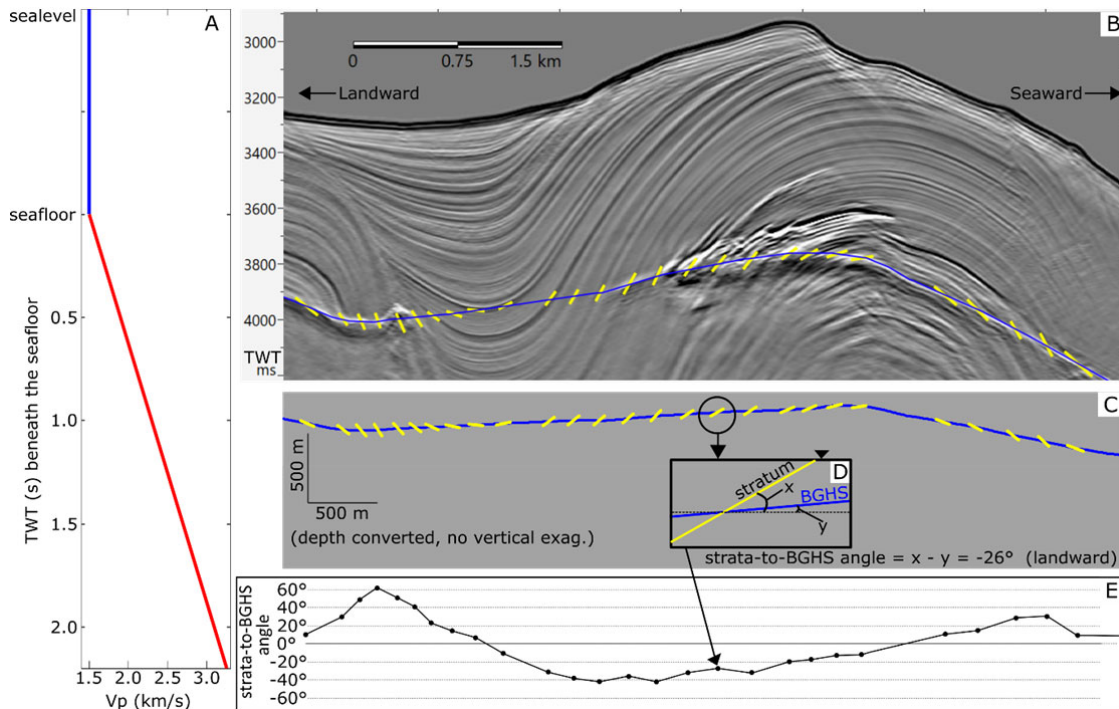 A
sealevel
seafloor
0.5
1.0
1.5
2.0
TWT (s) beneath the seafloor
1.5 2.0 2.5 3.0
Vp (km/s)
B
3000
3200
3400
3600
3800
4000
TWT
ms
0 0.75 1.5 km
Landward
Seaward
C
500 m
500 m
(depth converted, no vertical exag.)
D
stratum
x
BGHS
y
strata-to-BGHS angle = x - y = -26° (landward)
E
strata-to-BGHS
angle
60°
40°
20°
0°
-20°
-40°
-60°